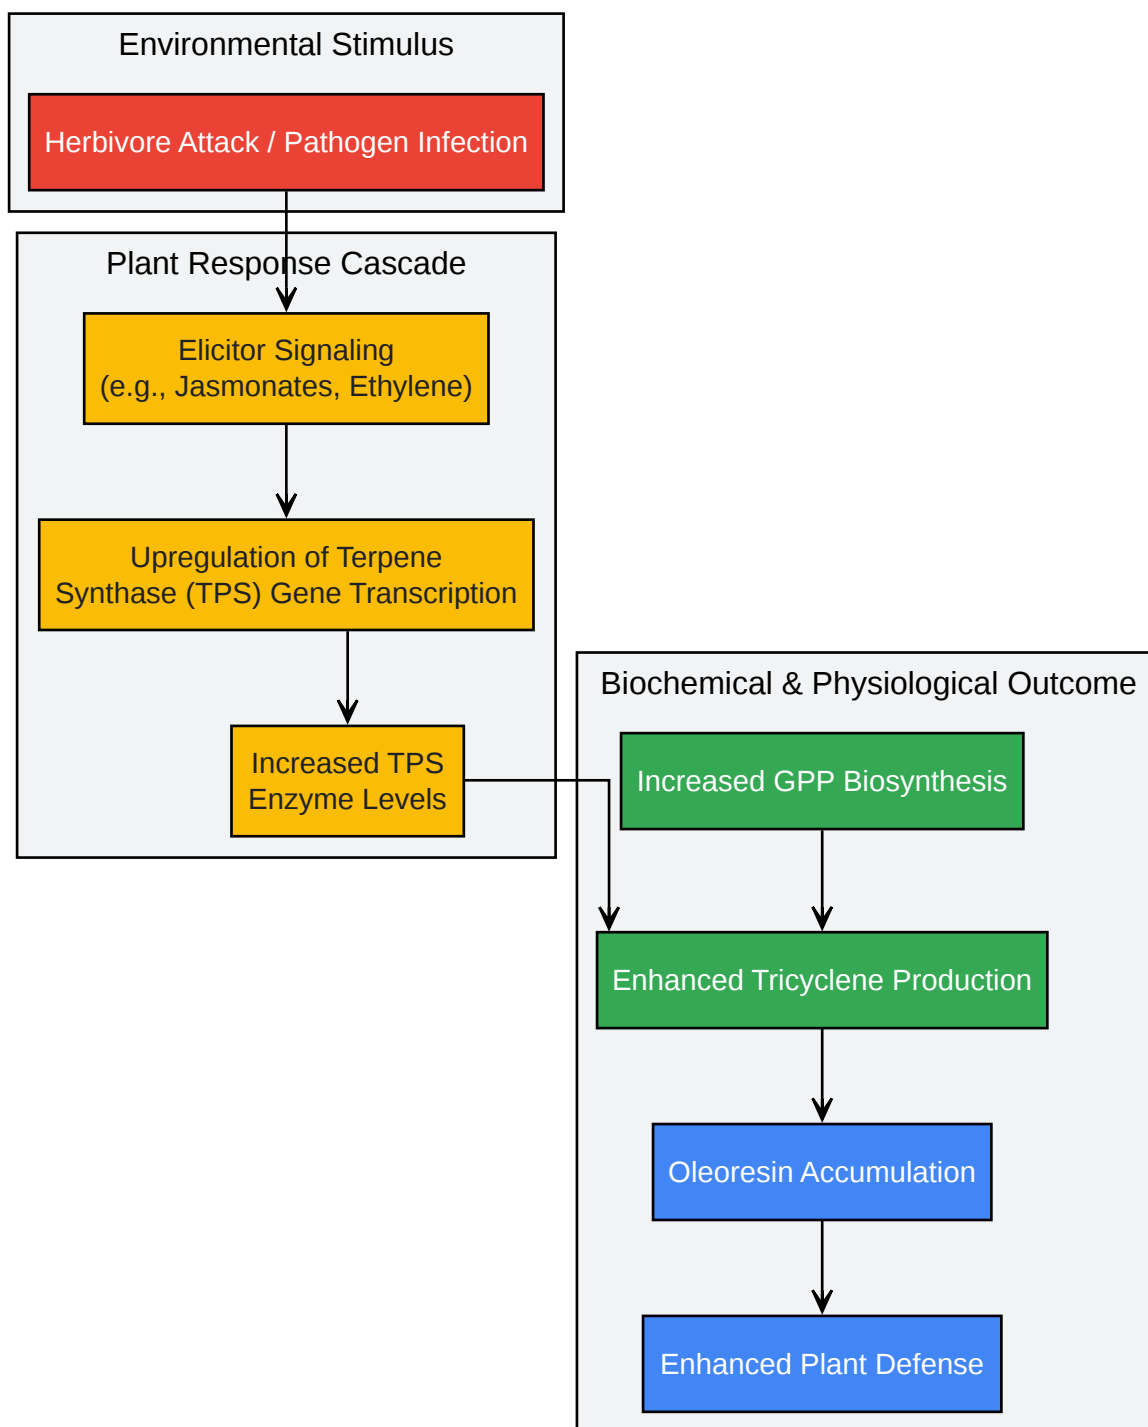 Environmental Stimulus
Herbivore Attack / Pathogen Infection
Plant Response Cascade
Elicitor Signaling
(e.g., Jasmonates, Ethylene)
Upregulation of Terpene
Synthase (TPS) Gene Transcription
Increased TPS
Enzyme Levels
Biochemical & Physiological Outcome
Increased GPP Biosynthesis
Enhanced Tricyclene Production
Oleoresin Accumulation
Enhanced Plant Defense